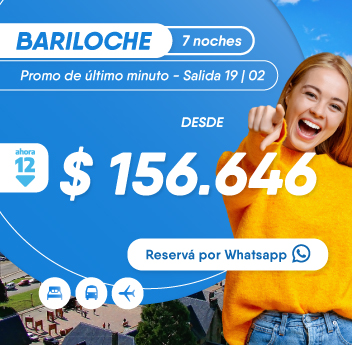 BARILOCHE
7 noches
Promo de último minuto - Salida 19 | 02
DESDE
ahora
12
$ 156.646
Reservá por Whatsapp